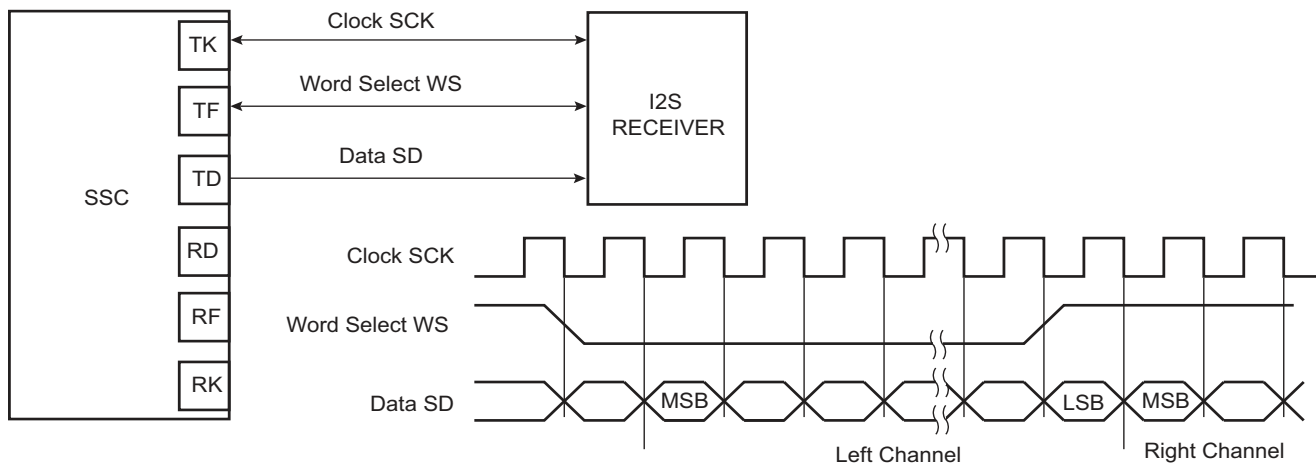 Clock SCK
TK
Word Select WS
TF
I2S
RECEIVER
Data SD
TD
SSC
RD
RF
RK
Clock SCK
Word Select WS
Data SD
MSB
LSB
MSB
Left Channel
Right Channel